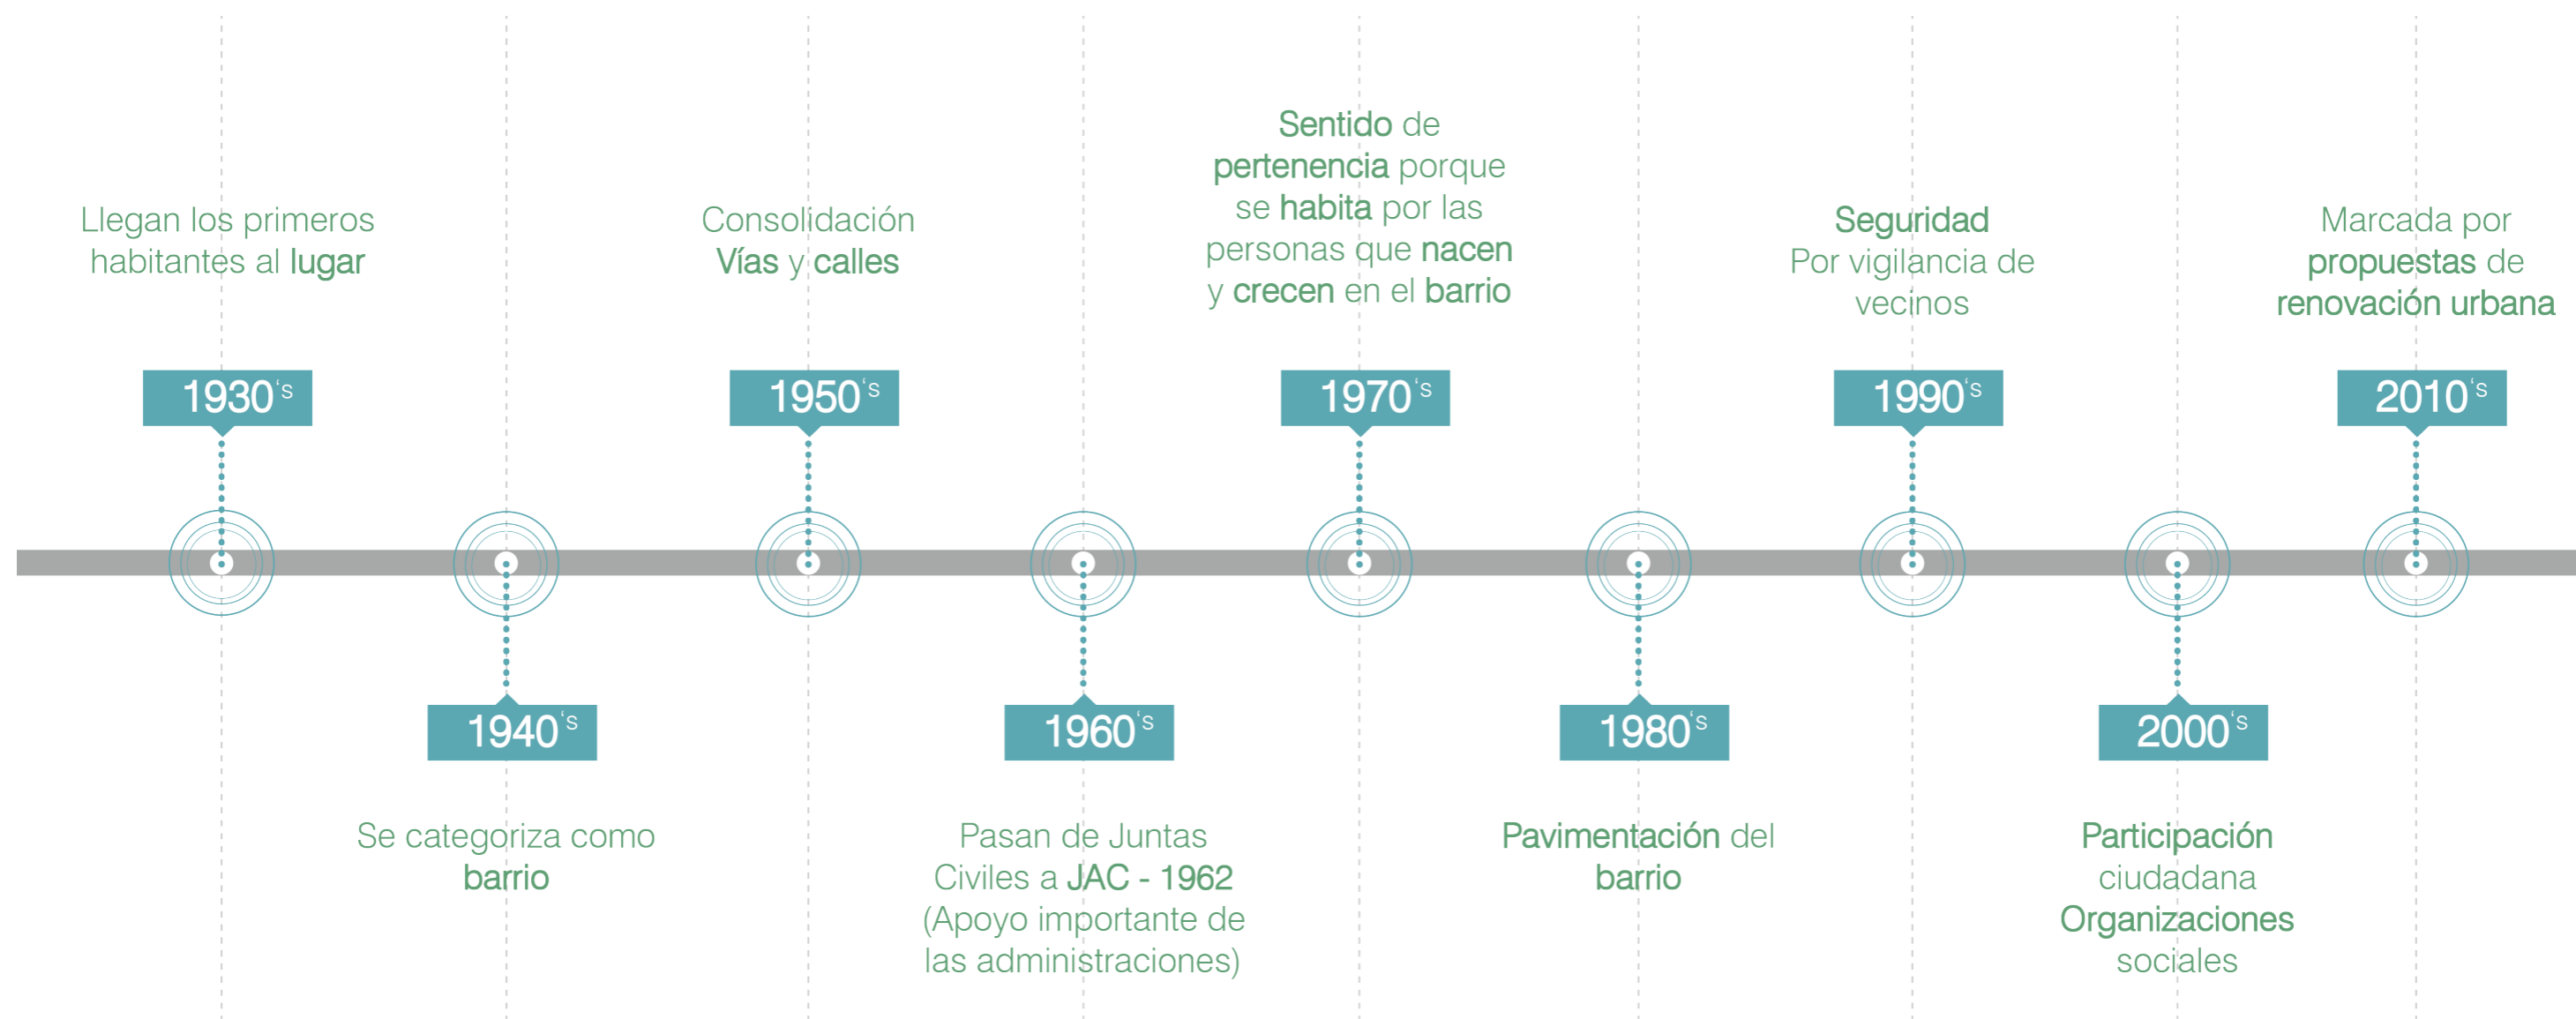 Llegan los primeros
habitantes al lugar
1930's
1940's
Se categoriza como
barrio
Consolidación
Vías y calles
1950's
1960's
Pasan de Juntas
Civiles a JAC - 1962
(Apoyo importante de
las administraciones)
Sentido de
pertenencia porque
se habita por las
personas que nacen
y crecen en el barrio
1970's
1980's
Pavimentación del
barrio
Seguridad
Por vigilancia de
vecinos
1990's
2000's
Participación
ciudadana
Organizaciones
sociales
Marcada por
propuestas de
renovación urbana
2010's